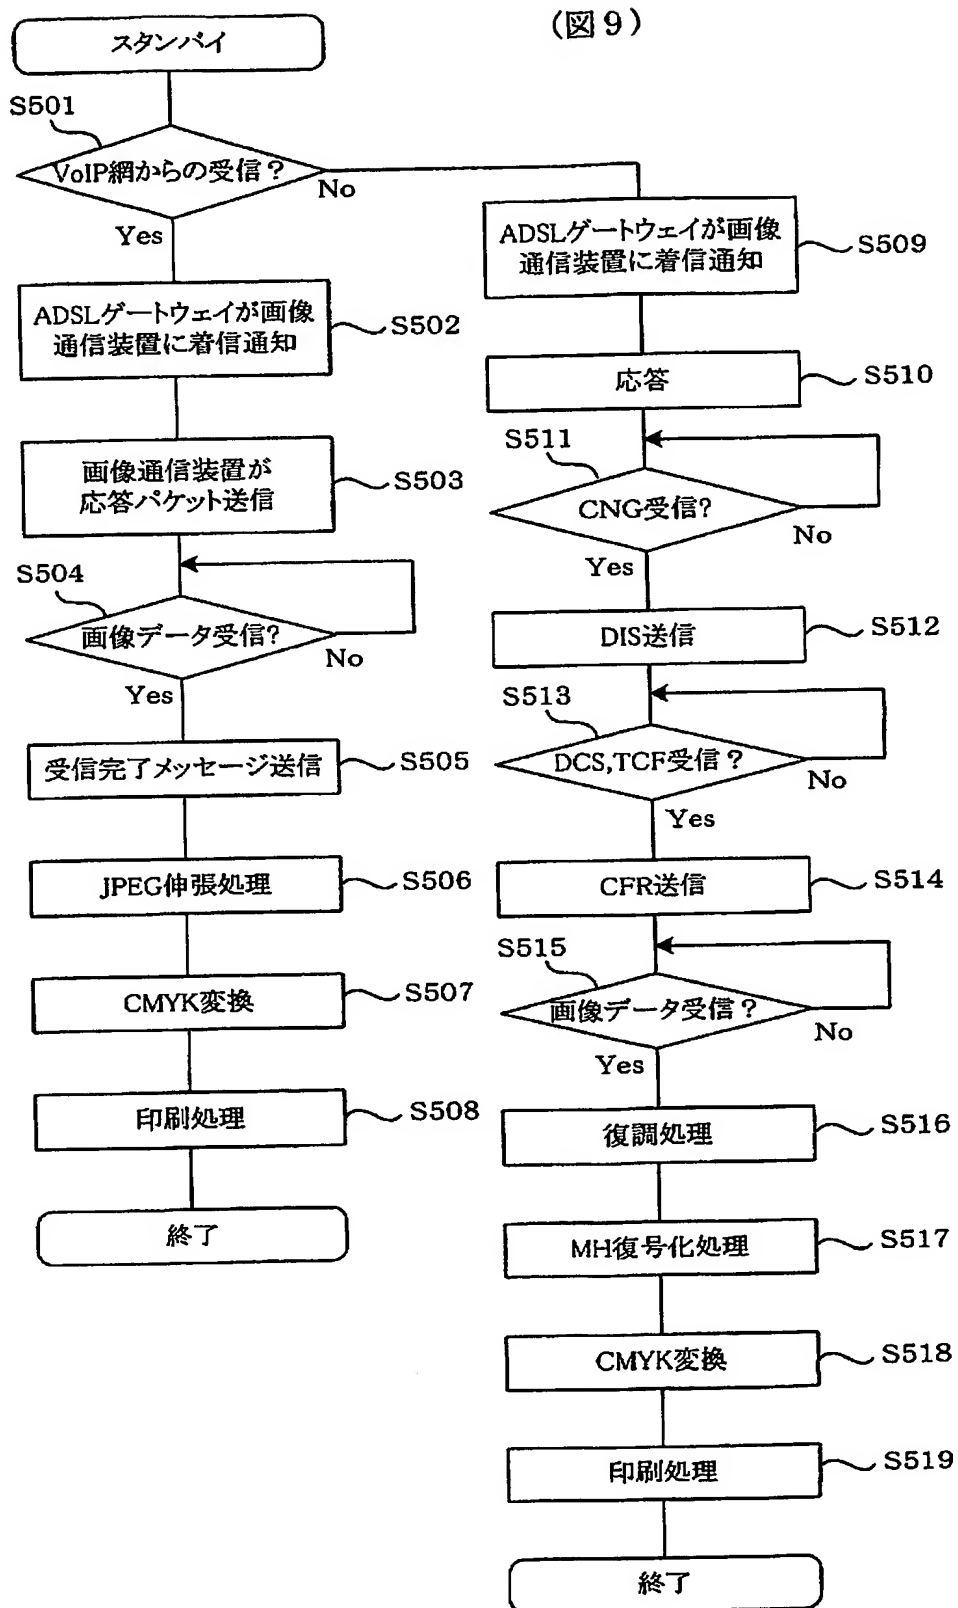 (図9)
スタンバイ
S501
VoIP網からの受信?
No
Yes
ADSLゲートウェイが画像
通信装置に着信通知
S502
画像通信装置が
応答パケット送信
S503
S504
画像データ受信?
No
Yes
受信完了メッセージ送信
S505
JPEG伸張処理
S506
CMYK変換
S507
印刷処理
S508
終了
ADSLゲートウェイが画像
通信装置に着信通知
S509
応答
S510
S511
CNG受信?
No
Yes
DIS送信
S512
S513
DCS,TCF受信?
No
Yes
CFR送信
S514
S515
画像データ受信?
No
Yes
復調処理
S516
MH復号化処理
S517
CMYK変換
S518
印刷処理
S519
終了